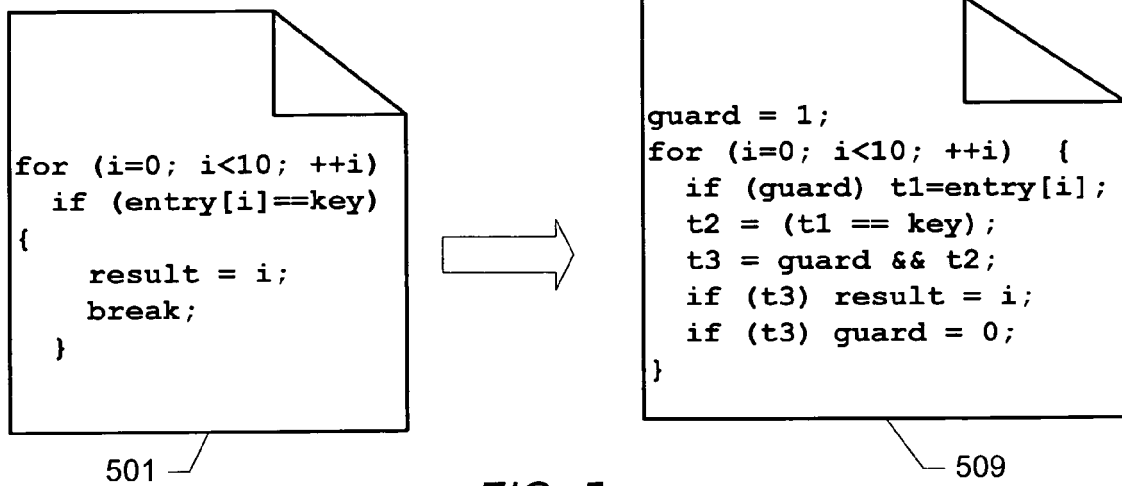 for (i=0; i<10; ++i)
if (entry[i]==key)
{
result = i;
break;
}
501
guard = 1;
for (i=0; i<10; ++i) {
if (guard) t1=entry[i];
t2 = (t1 == key);
t3 = guard && t2;
if (t3) result = i;
if (t3) guard = 0;
}
509